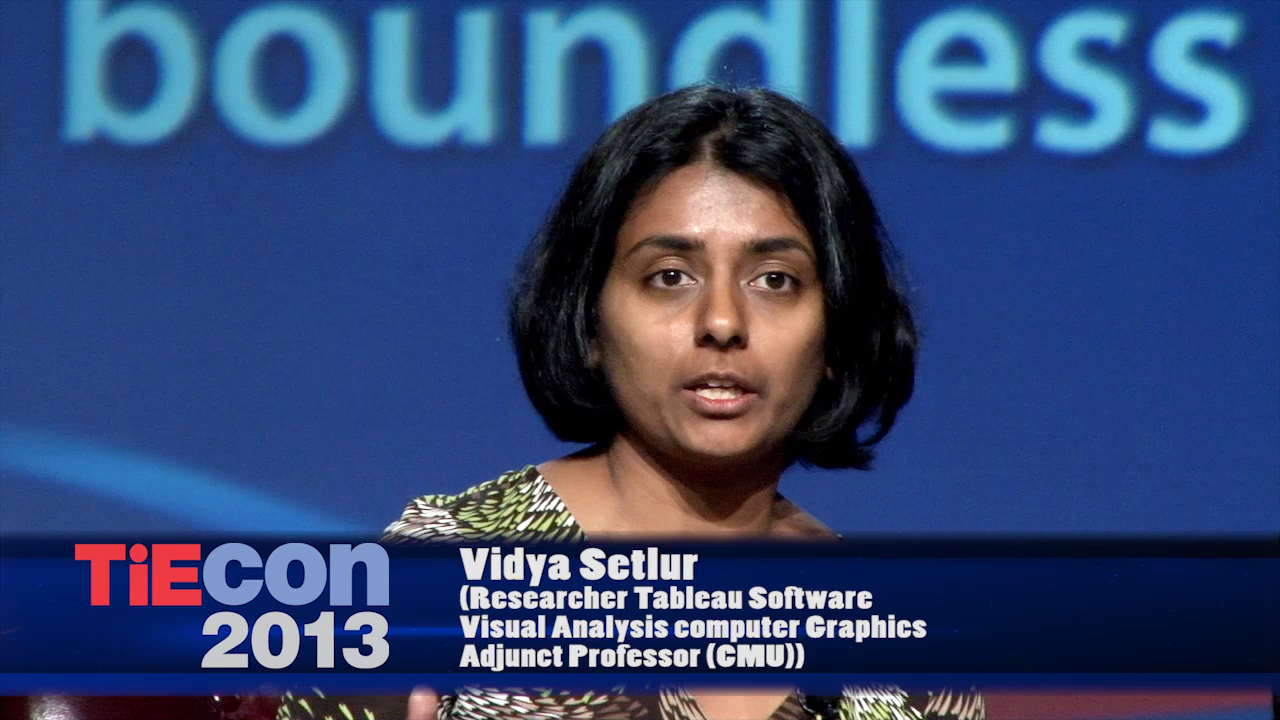 boundless
TiECON
2013
Vidya Setlur
(Researcher Tableau Software
Visual Analysis computer Graphics
Adjunct Professor (CMU))